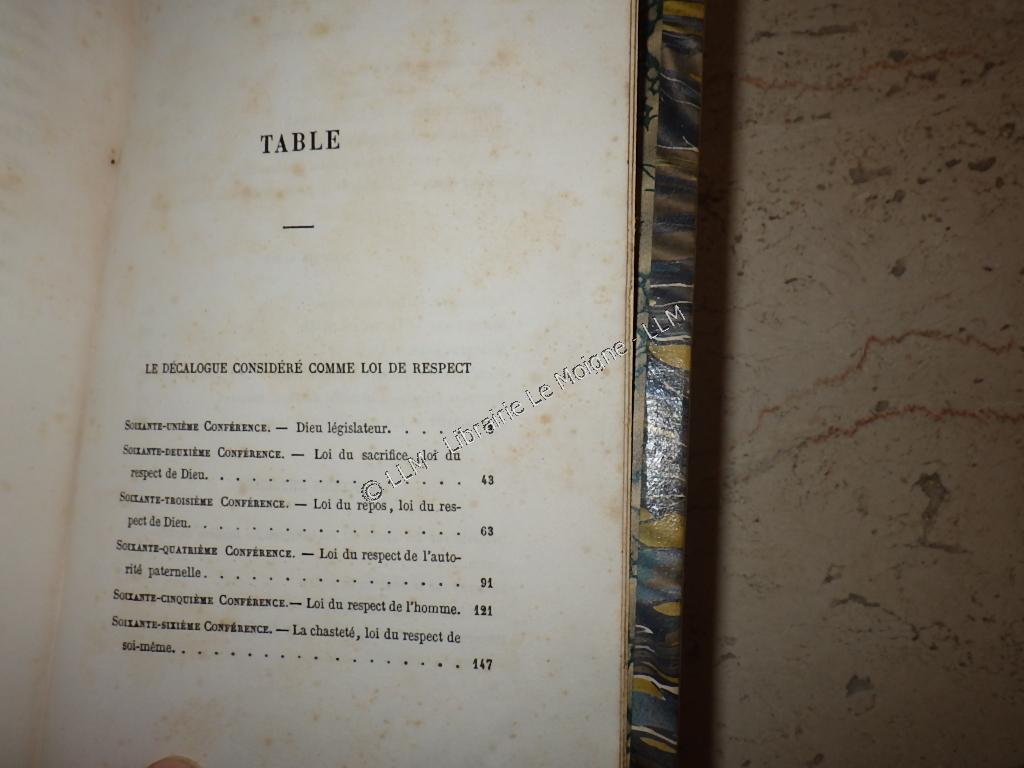 TABLE
LE DÉCALOGUE CONSIDÉRÉ COMME LOI DE RESPECT
SOIXANTE-UNIÈME CONFÉRENCE. — Dieu législateur. . . . .
SOIXANTE-DEUXIÈME CONFÉRENCE. — Loi du sacrifice, loi du
respect de Dieu. . . . . . . . . . . . . . . . . 43
SOIXANTE-TROISIÈME CONFÉRENCE. — Loi du repos, loi du res-
pect de Dieu. . . . . . . . . . . . . . . . . . 63
SOIXANTE-QUATRIÈME CONFÉRENCE. — Loi du respect de l'auto-
rité paternelle. . . . . . . . . . . . . . . . . 91
SOIXANTE-CINQUIÈME CONFÉRENCE. — Loi du respect de l'homme. 121
SOIXANTE-SIXIÈME CONFÉRENCE. — La chasteté, loi du respect de
soi-même. . . . . . . . . . . . . . . . . . . 147
© LLM - Librairie Le Moigne - LLM